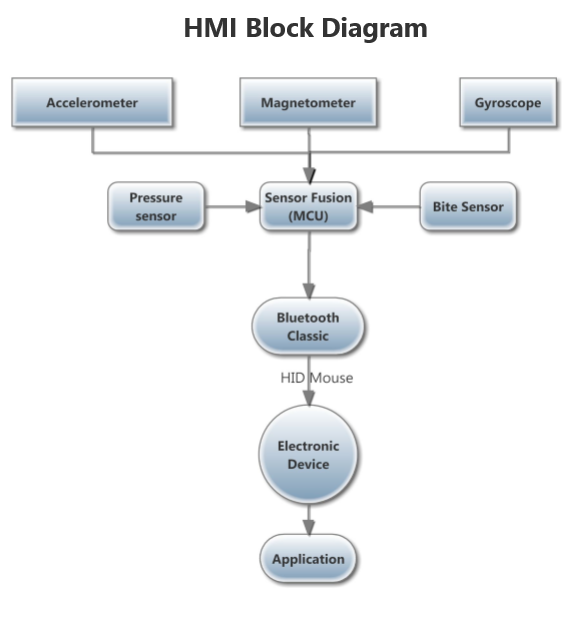 HMI Block Diagram
Accelerometer
Magnetometer
Gyroscope
Pressure
sensor
Sensor Fusion
(MCU)
Bite Sensor
Bluetooth
Classic
HID Mouse
Electronic
Device
Application